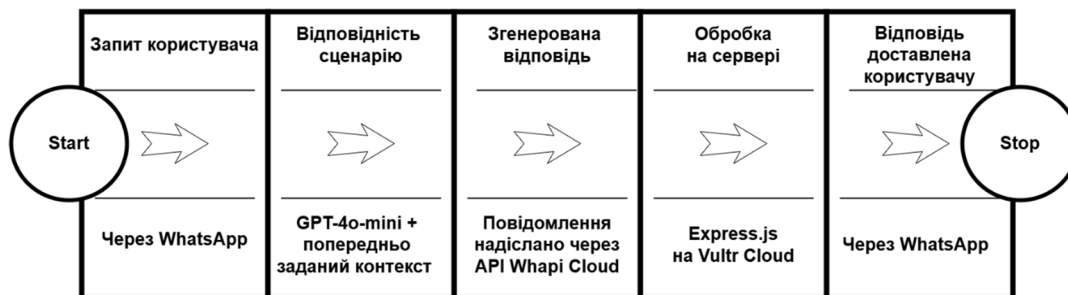 Запит користувача
Відповідність
сценарію
Згенерована
відповідь
Обробка
на сервері
Відповідь
доставлена
користувачу
Start
Stop
Через WhatsApp
GPT-4o-mini +
попередньо
заданий контекст
Повідомлення
надіслано через
API Whapi Cloud
Express.js
на Vultr Cloud
Через WhatsApp